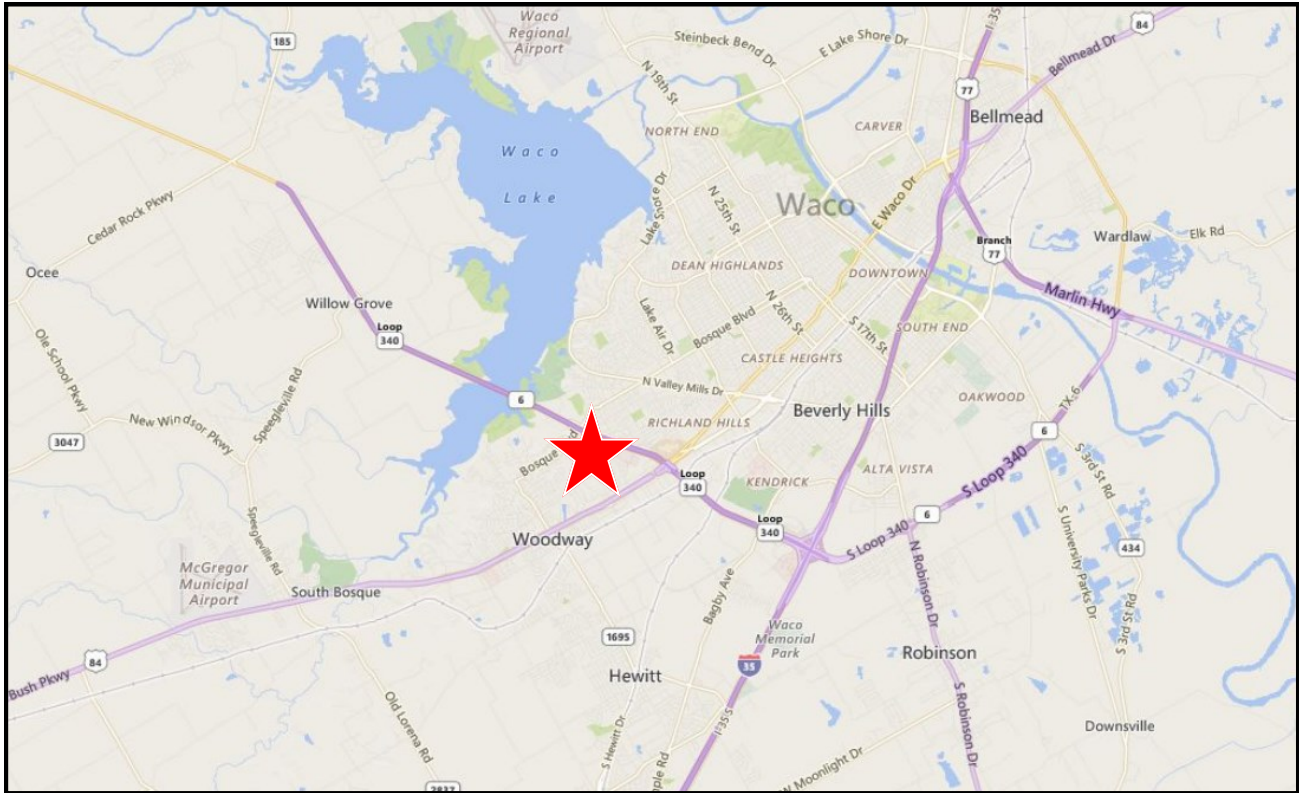 Waco
Regional
Airport
84
185
Steinbeck Bend Dr
E Lake Shore Dr
I-35
Bellmead Dr
N 19th St
77
Bellmead
NORTH END
CARVER
Waco
Lake
Lake Shore Dr
N 25th St
Waco
E Waco Dr
Cedar Rock Pkwy
Branch
77
Wardlaw
Elk Rd
Ocee
DEAN HIGHLANDS
DOWNTOWN
Willow Grove
Marlin Hwy
Loop
340
Lake Air Dr
Bosque Blvd
N 26th St
S 17th St
SOUTH END
CASTLE HEIGHTS
Ole School Pkwy
Speegleville Rd
6
N Valley Mills Dr
OAKWOOD
TX-6
Beverly Hills
New Windsor Pkwy
RICHLAND HILLS
3047
6
Bosque Blvd
ALTA VISTA
S Loop 340
S 3rd St Rd
Loop
340
KENDRICK
Loop
340
6
S Loop 340
Speegleville Rd
Woodway
434
McGregor
Municipal
Airport
South Bosque
Bagby Ave
N Robinson Dr
S University Parks Dr
S 3rd St Rd
1695
Waco
Memorial
Park
84
Bush Pkwy
Hewitt
35
Robinson
Old Lorena Rd
S Hewitt Dr
I-35 S
S Robinson Dr
Downsville
W Moonlight Dr
2837